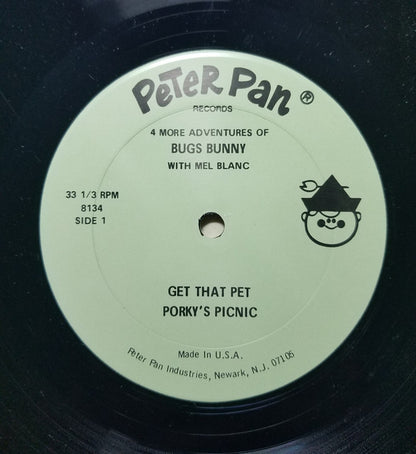 Peter Pan ®
RECORDS
4 MORE ADVENTURES OF
BUGS BUNNY
WITH MEL BLANC
33 1/3 RPM
8134
SIDE 1
GET THAT PET
PORKY'S PICNIC
Made In U.S.A.
Peter Pan Industries, Newark, N.J. 07105